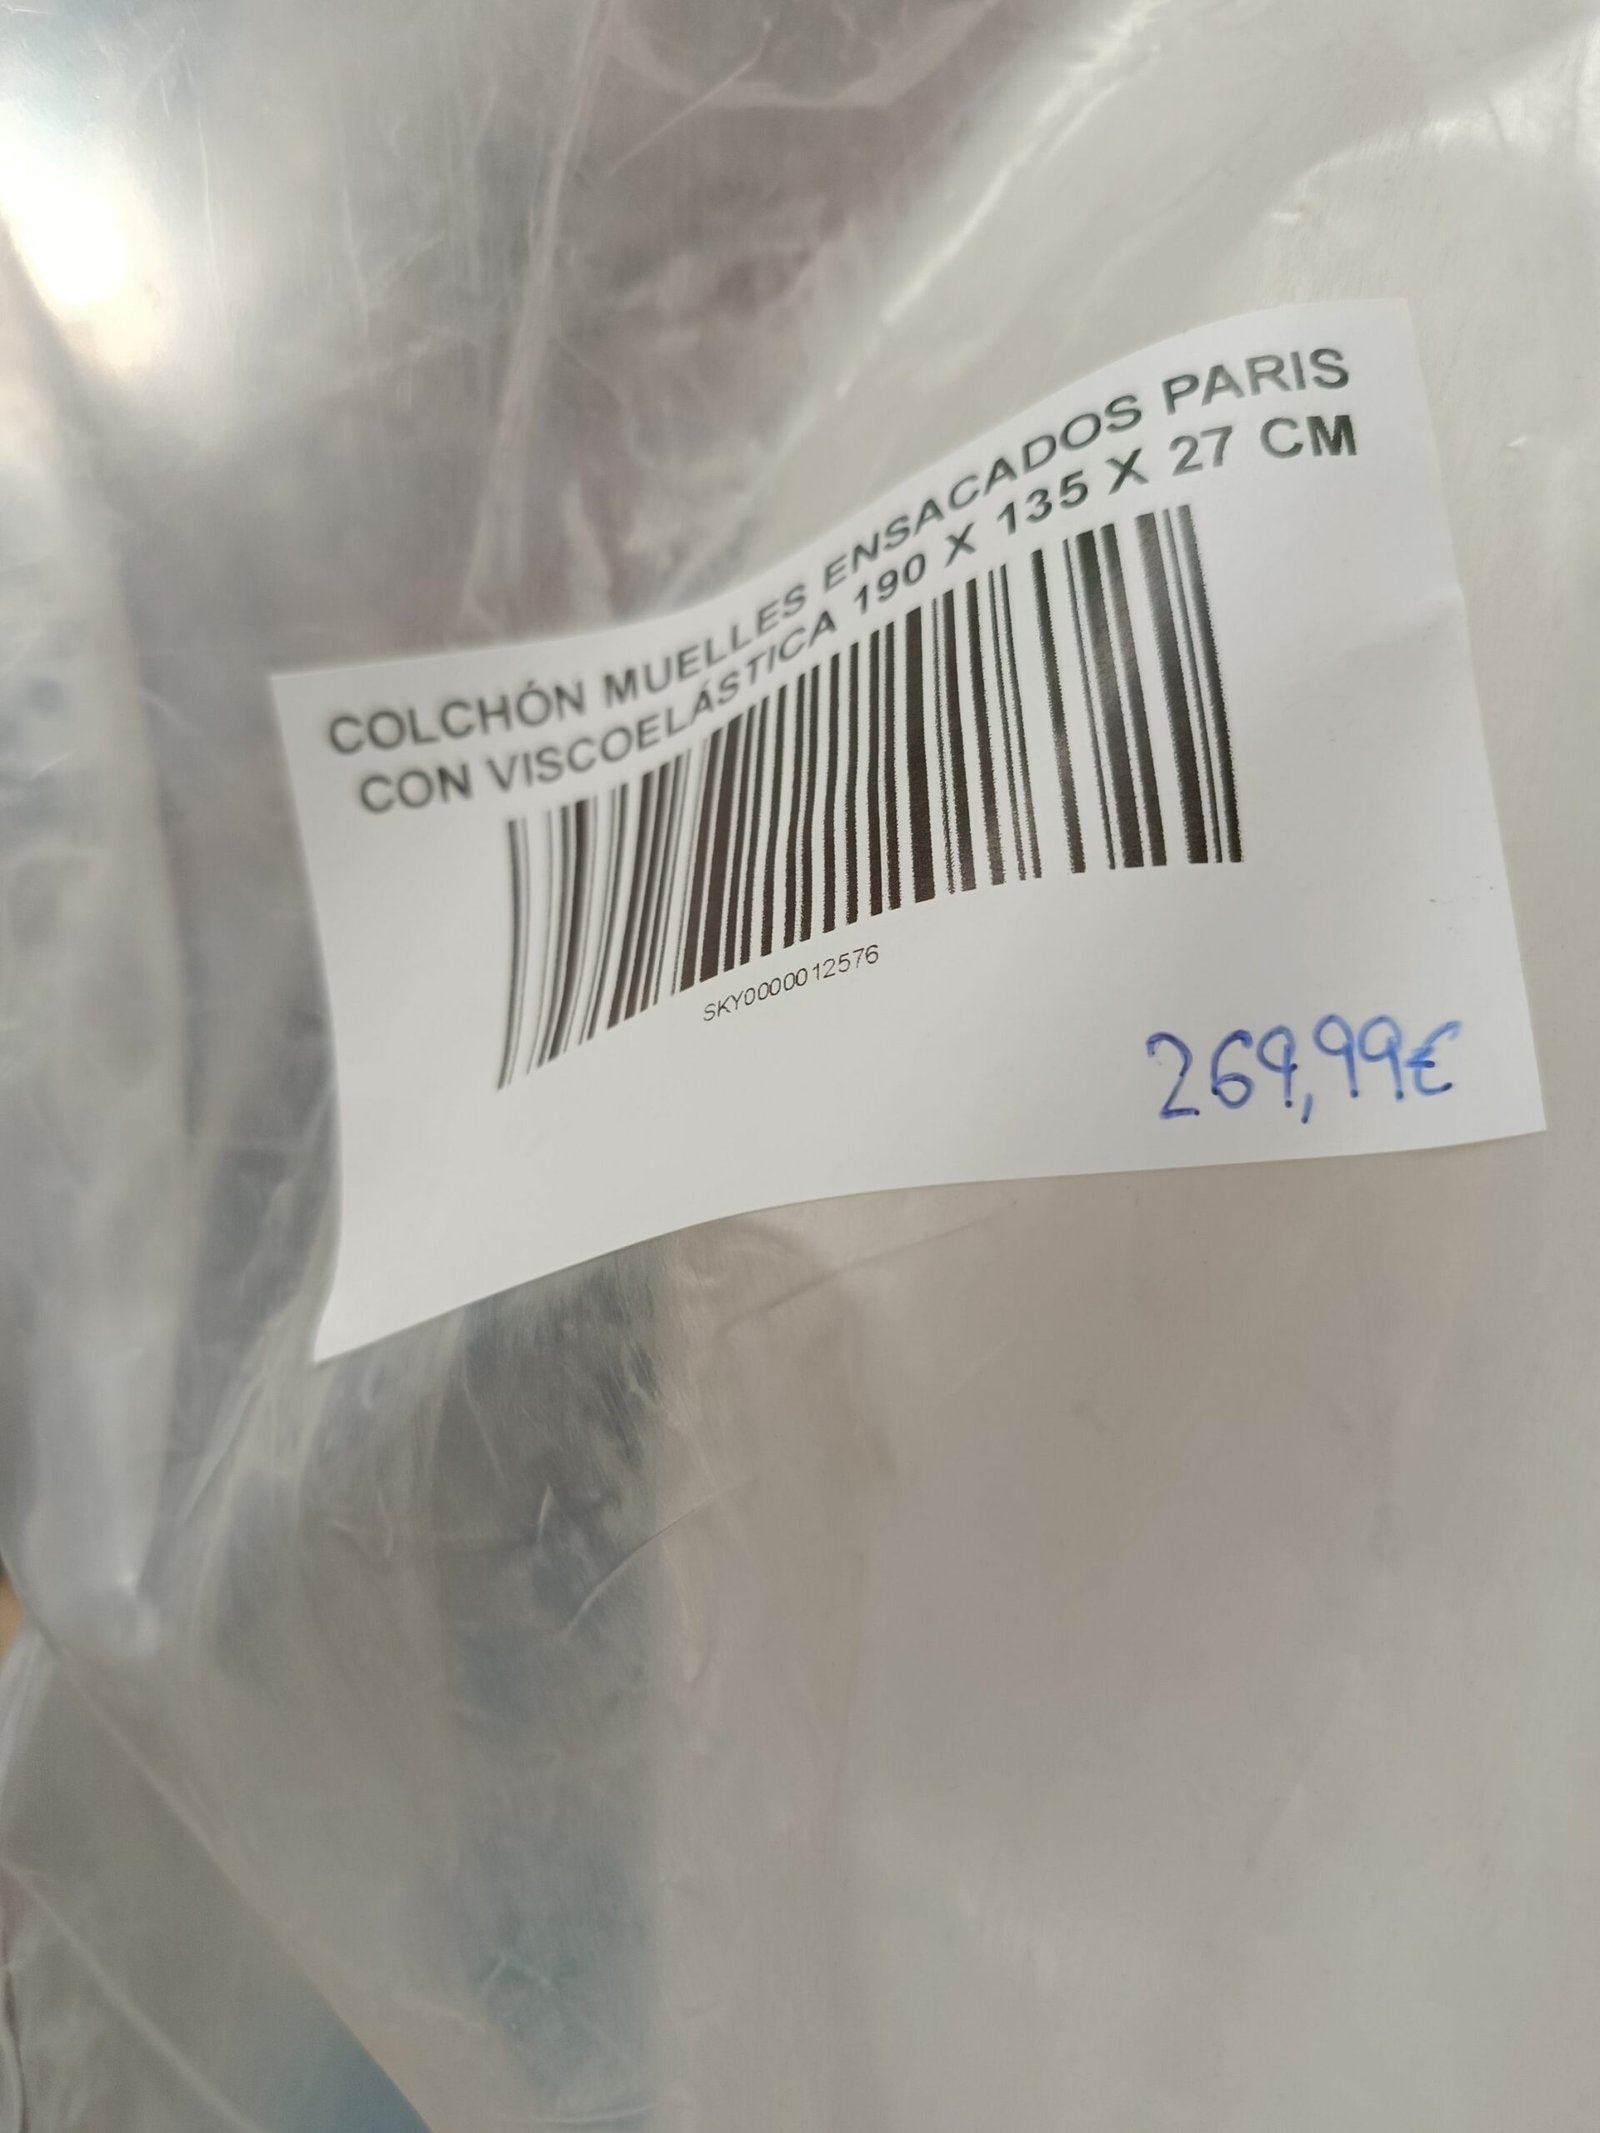 COLCHÓN MUELLES ENSACADOS PARIS
CON VISCOELÁSTICA 190 X 135 X 27 CM
SKY0000012576
269,99€